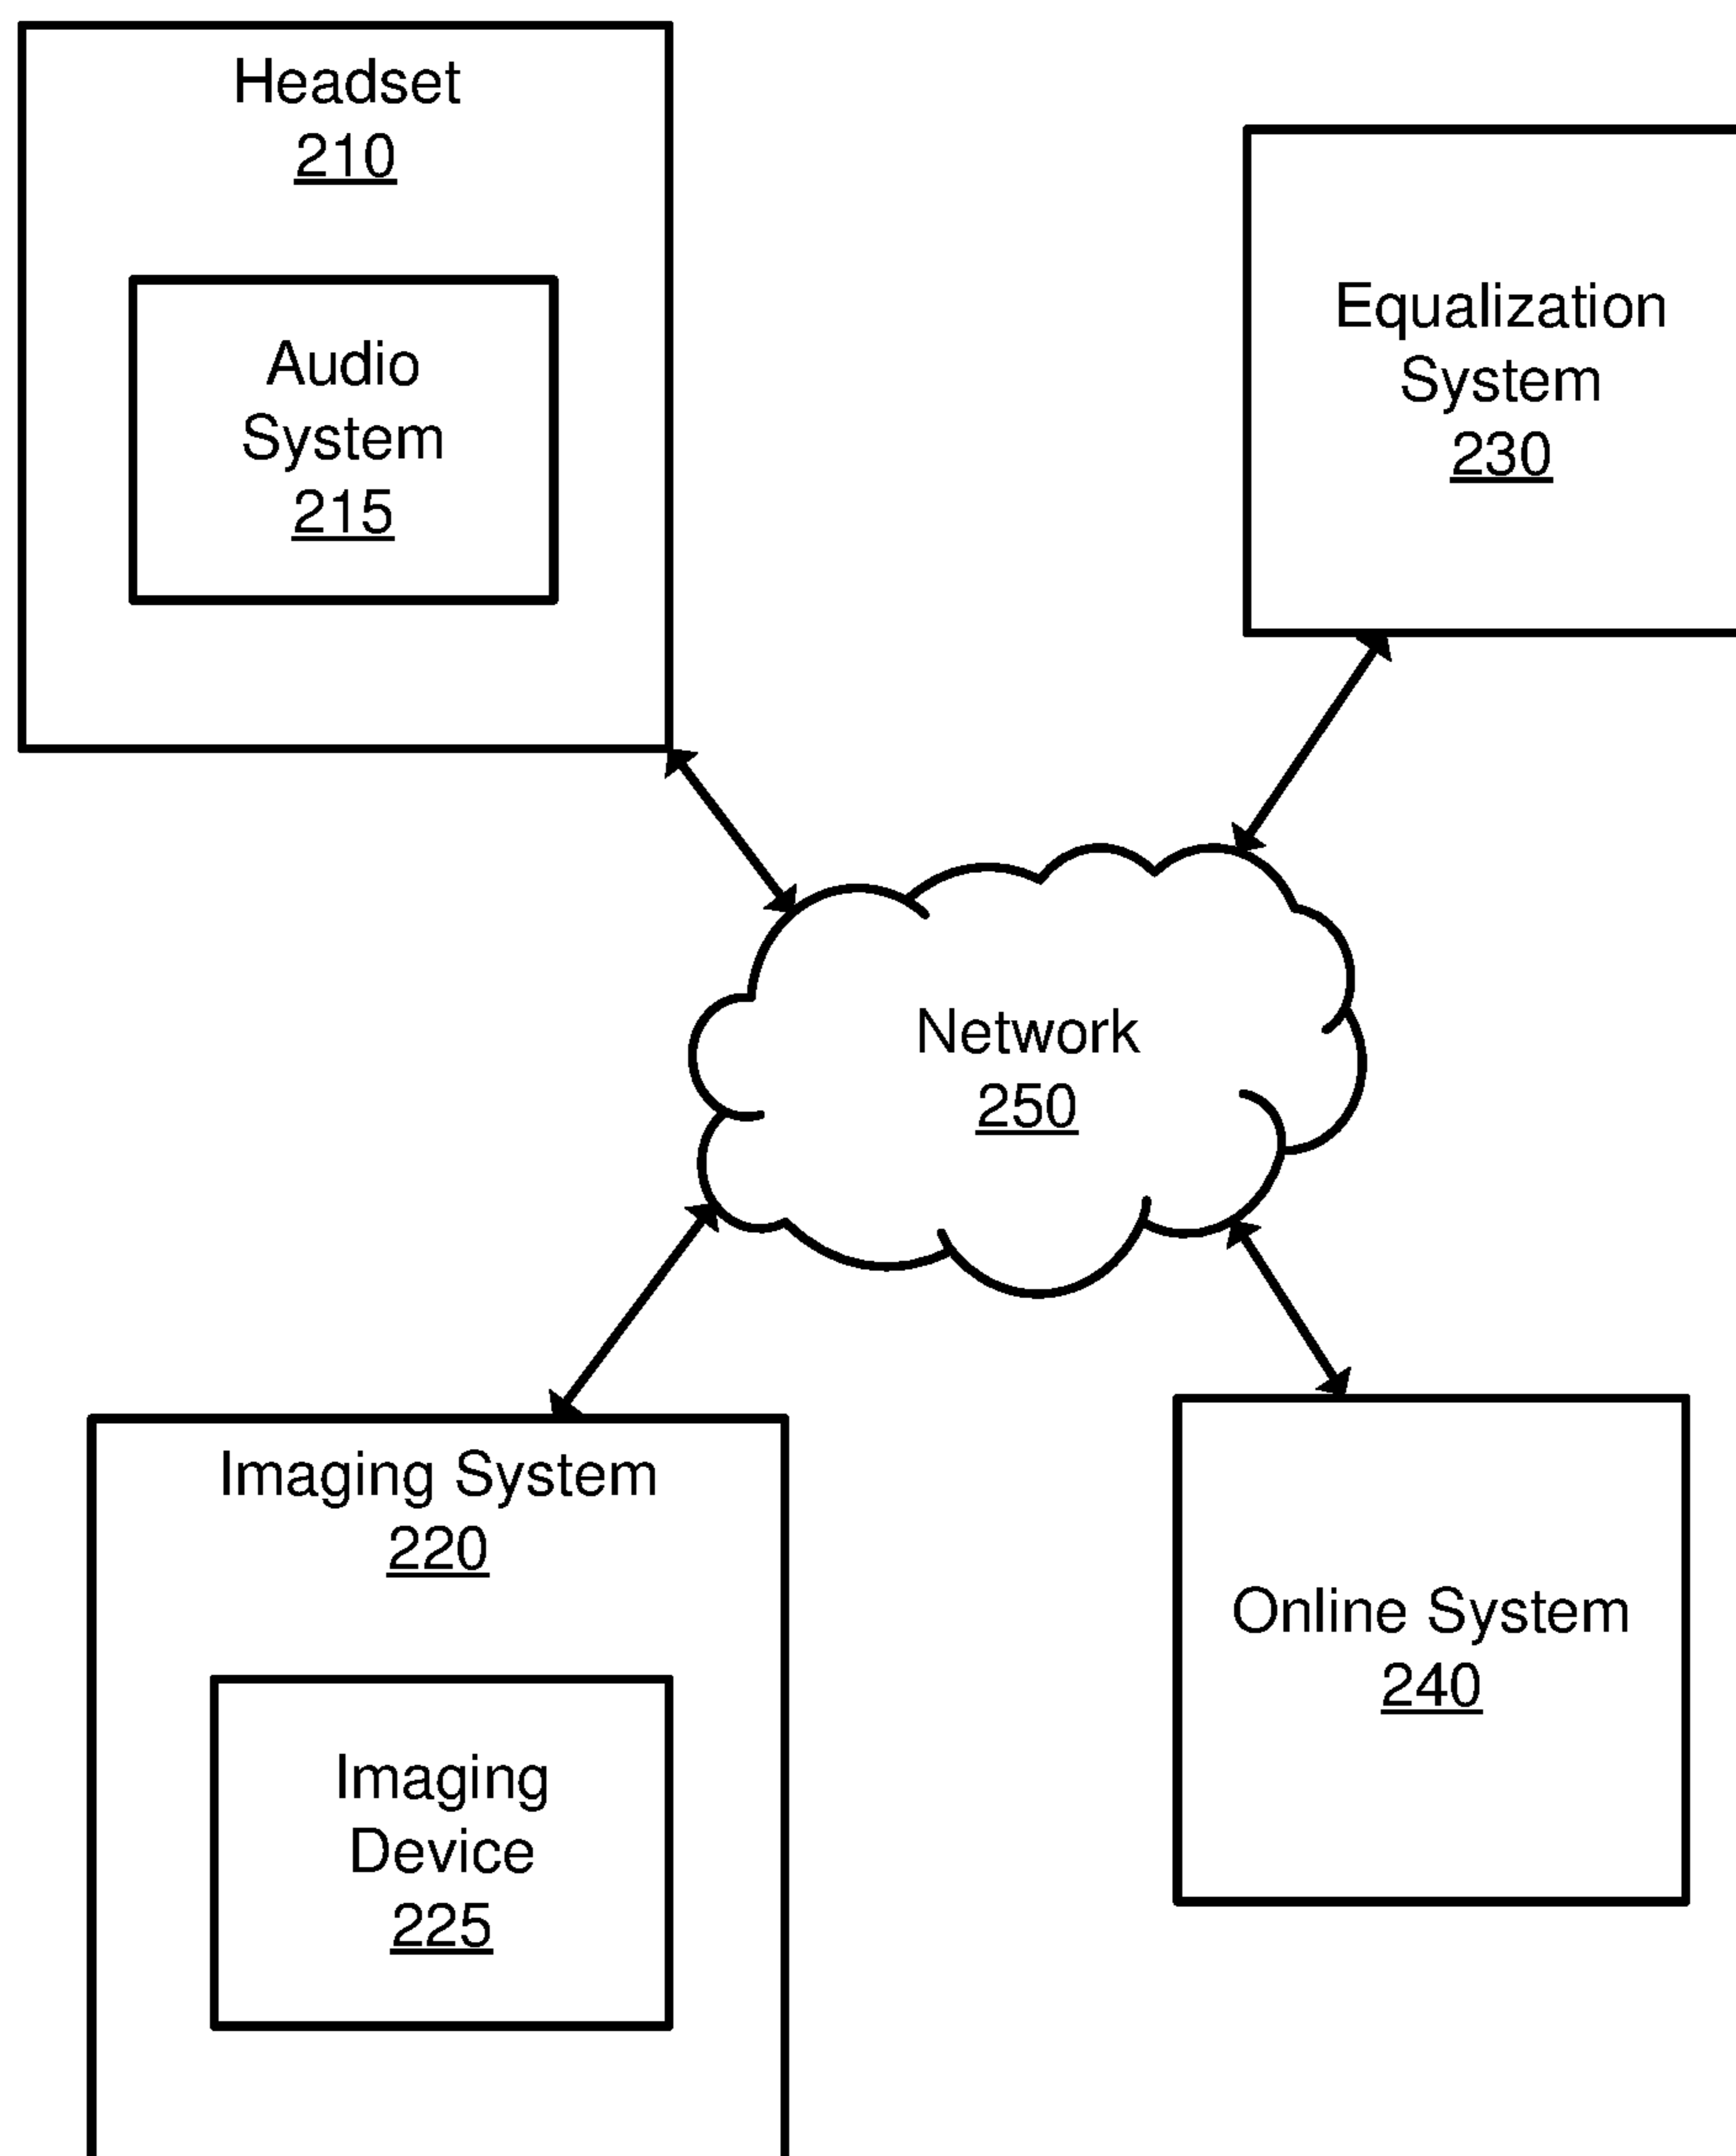 Headset
210
Audio
System
215
Equalization
System
230
Network
250
Imaging System
220
Imaging
Device
225
Online System
240